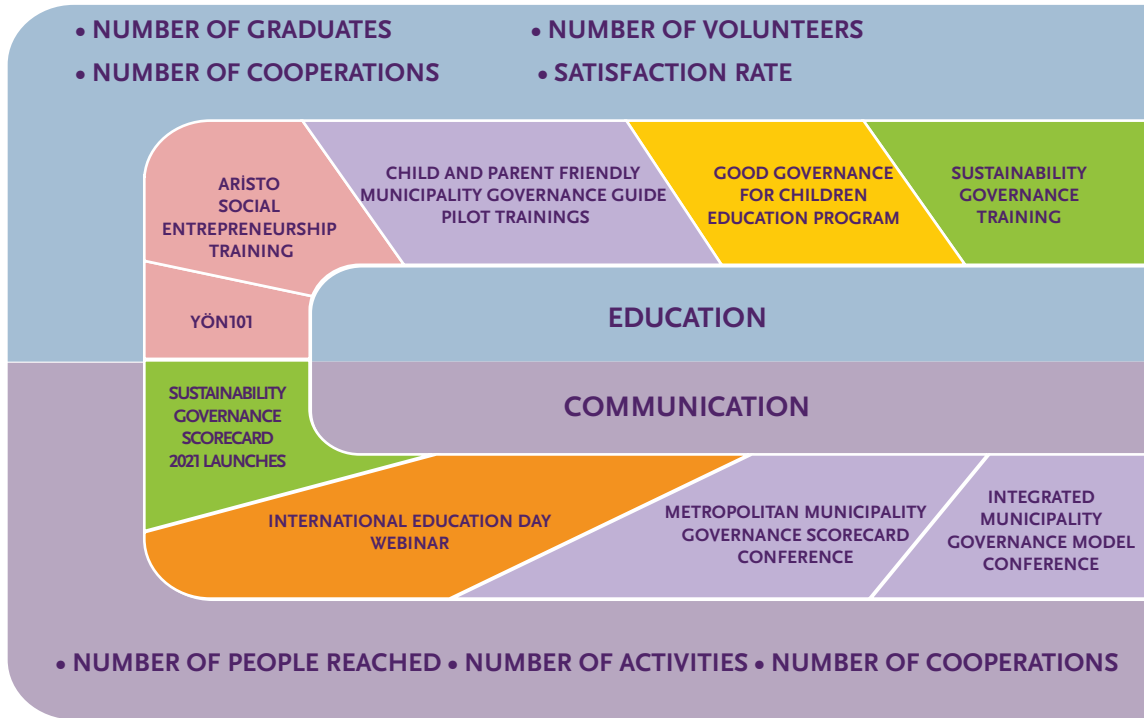 • NUMBER OF GRADUATES
• NUMBER OF VOLUNTEERS
• NUMBER OF COOPERATIONS
• SATISFACTION RATE
ARİSTO
SOCIAL
ENTREPRENEURSHIP
TRAINING
CHILD AND PARENT FRIENDLY
MUNICIPALITY GOVERNANCE GUIDE
PILOT TRAININGS
GOOD GOVERNANCE
FOR CHILDREN
EDUCATION PROGRAM
SUSTAINABILITY
GOVERNANCE
TRAINING
YÖN101
EDUCATION
SUSTAINABILITY
GOVERNANCE
SCORECARD
2021 LAUNCHES
COMMUNICATION
INTERNATIONAL EDUCATION DAY
WEBINAR
METROPOLITAN MUNICIPALITY
GOVERNANCE SCORECARD
CONFERENCE
INTEGRATED
MUNICIPALITY
GOVERNANCE MODEL
CONFERENCE
• NUMBER OF PEOPLE REACHED • NUMBER OF ACTIVITIES • NUMBER OF COOPERATIONS